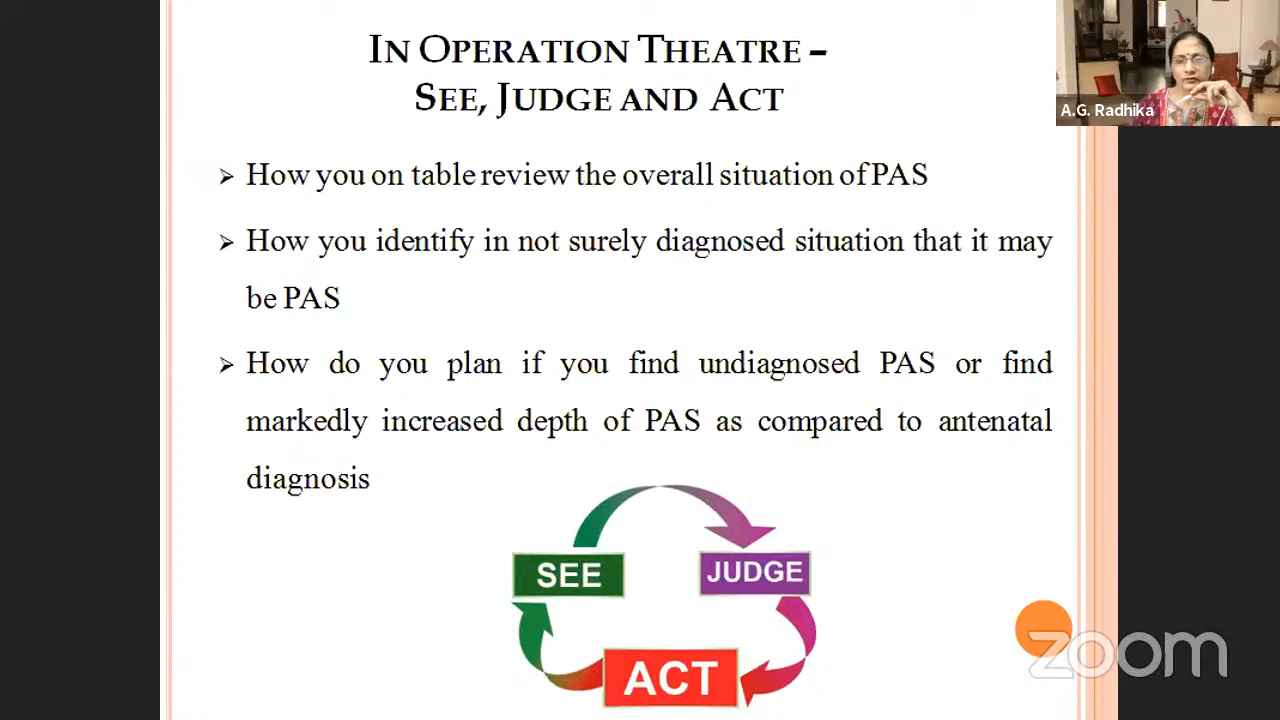 IN OPERATION THEATRE –
SEE, JUDGE AND ACT
A.G. Radhika
➢ How you on table review the overall situation of PAS
➢ How you identify in not surely diagnosed situation that it may
be PAS
➢ How do you plan if you find undiagnosed PAS or find
markedly increased depth of PAS as compared to antenatal
diagnosis
SEE
JUDGE
ACT
zoom